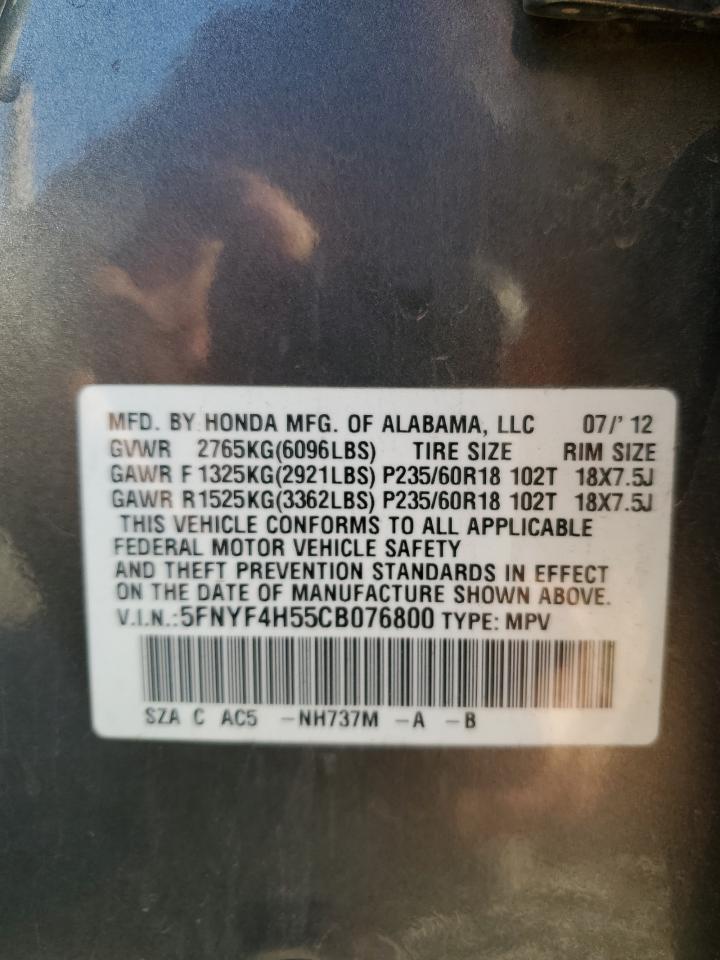 MFD. BY HONDA MFG. OF ALABAMA, LLC 07/' 12
GVWR 2765KG(6096LBS) TIRE SIZE RIM SIZE
GAWR F 1325KG(2921LBS) P235/60R18 102T 18X7.5J
GAWR R1525KG(3362LBS) P235/60R18 102T 18X7.5J
THIS VEHICLE CONFORMS TO ALL APPLICABLE
FEDERAL MOTOR VEHICLE SAFETY
AND THEFT PREVENTION STANDARDS IN EFFECT
ON THE DATE OF MANUFACTURE SHOWN ABOVE.
V.I.N.:5FNYF4H55CB076800 TYPE: MPV
SZA C AC5 -NH737M -A -B